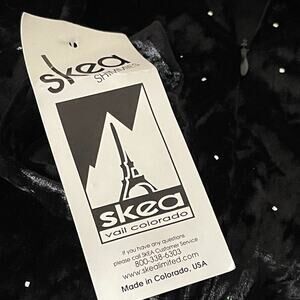 skea
SHIMMIES
skea
vail colorado
If you have any questions,
please call SKEA Customer Service
800-338-6303
www.skealimited.com
Made in Colorado, USA